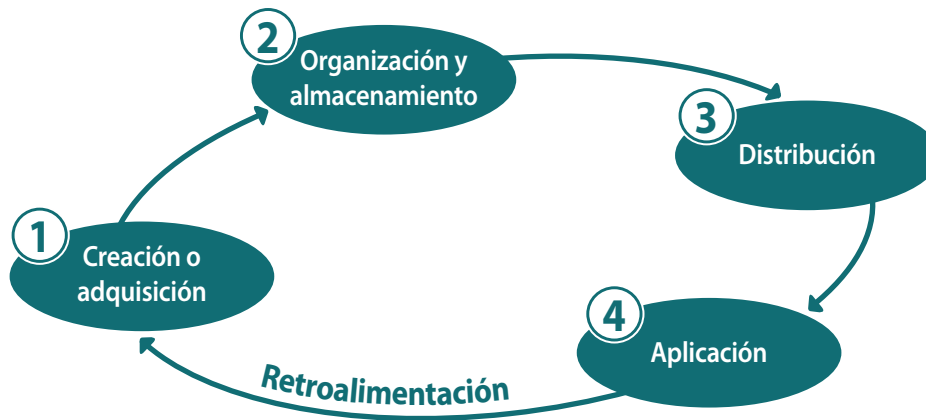 1
Creación o
adquisición
2
Organización y
almacenamiento
3
Distribución
4
Aplicación
Retroalimentación